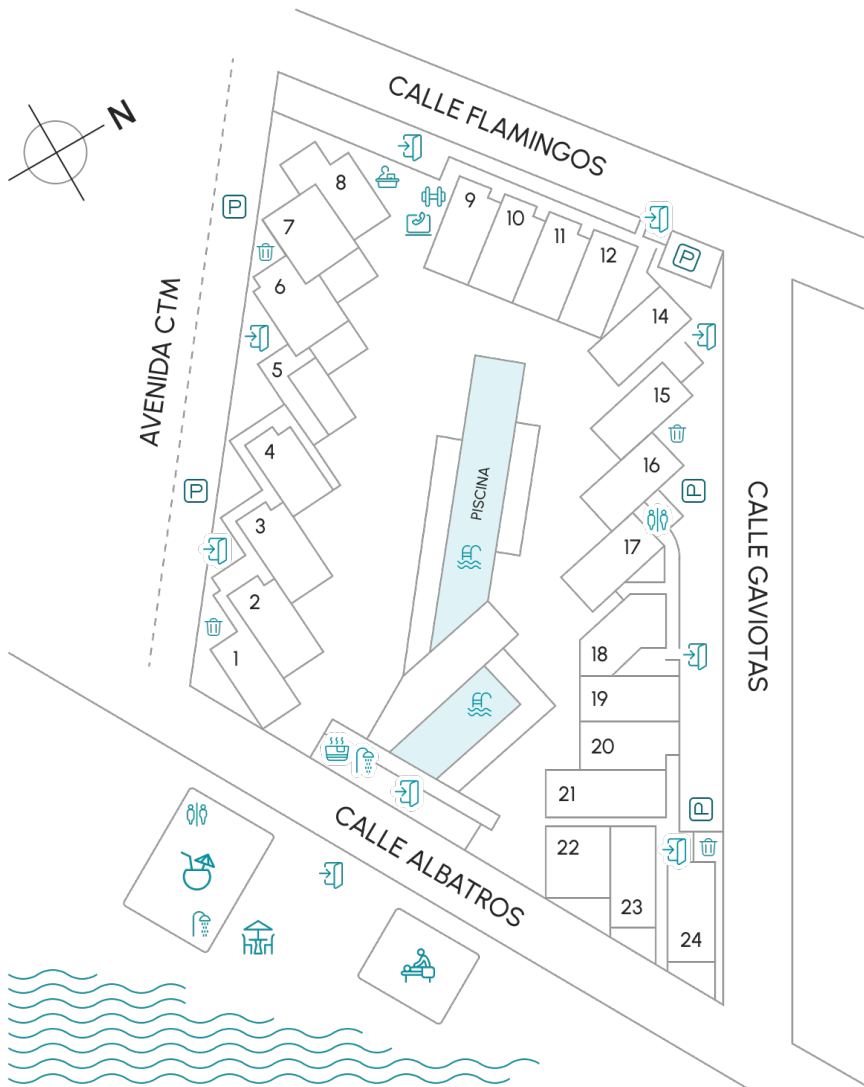 CALLE FLAMINGOS
N
8
9
P
10
7
11
12
P
6
14
AVENIDA CTM
5
15
4
16
P
PISCINA
P
3
17
CALLE GAVIOTAS
2
1
18
19
20
21
P
CALLE ALBATROS
22
23
24